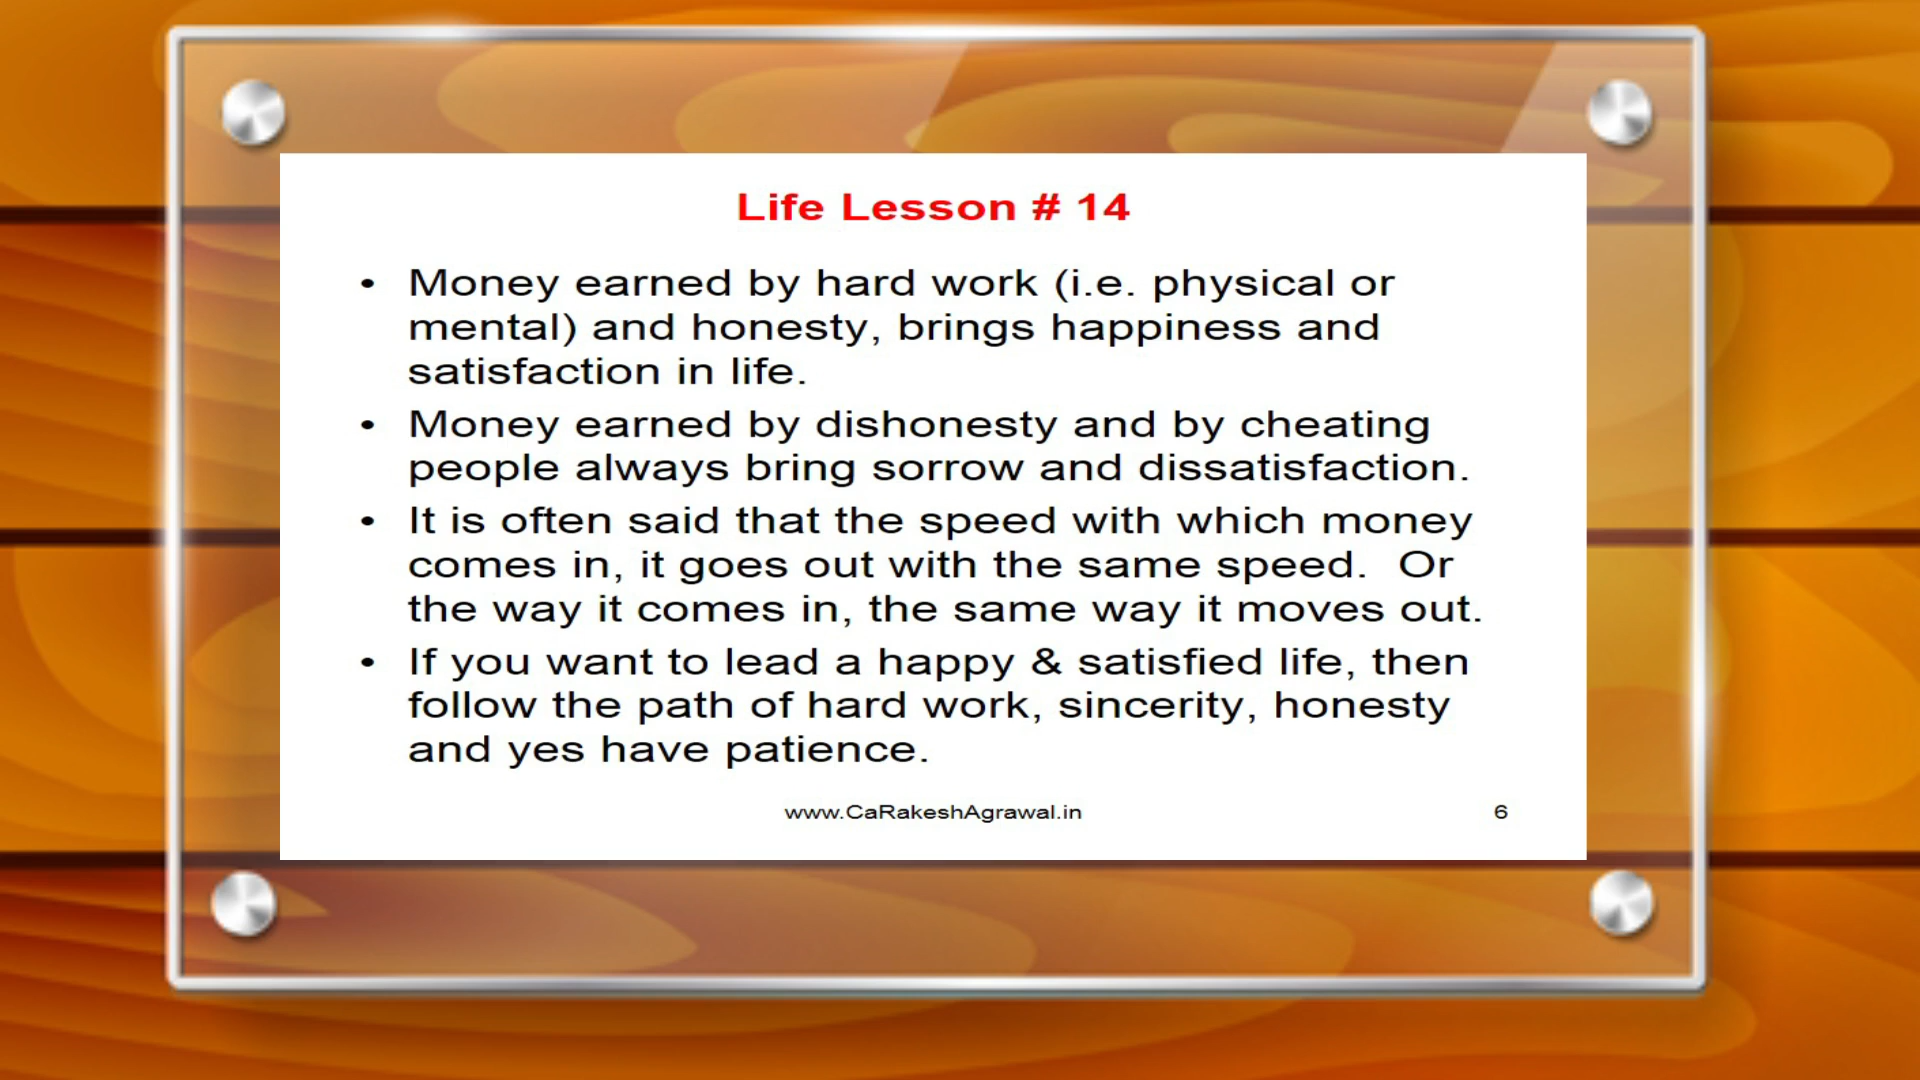 Life Lesson # 14
• Money earned by hard work (i.e. physical or
mental) and honesty, brings happiness and
satisfaction in life.
• Money earned by dishonesty and by cheating
people always bring sorrow and dissatisfaction.
• It is often said that the speed with which money
comes in, it goes out with the same speed.  Or
the way it comes in, the same way it moves out.
• If you want to lead a happy & satisfied life, then
follow the path of hard work, sincerity, honesty
and yes have patience.
www.CaRakeshAgrawal.in 6